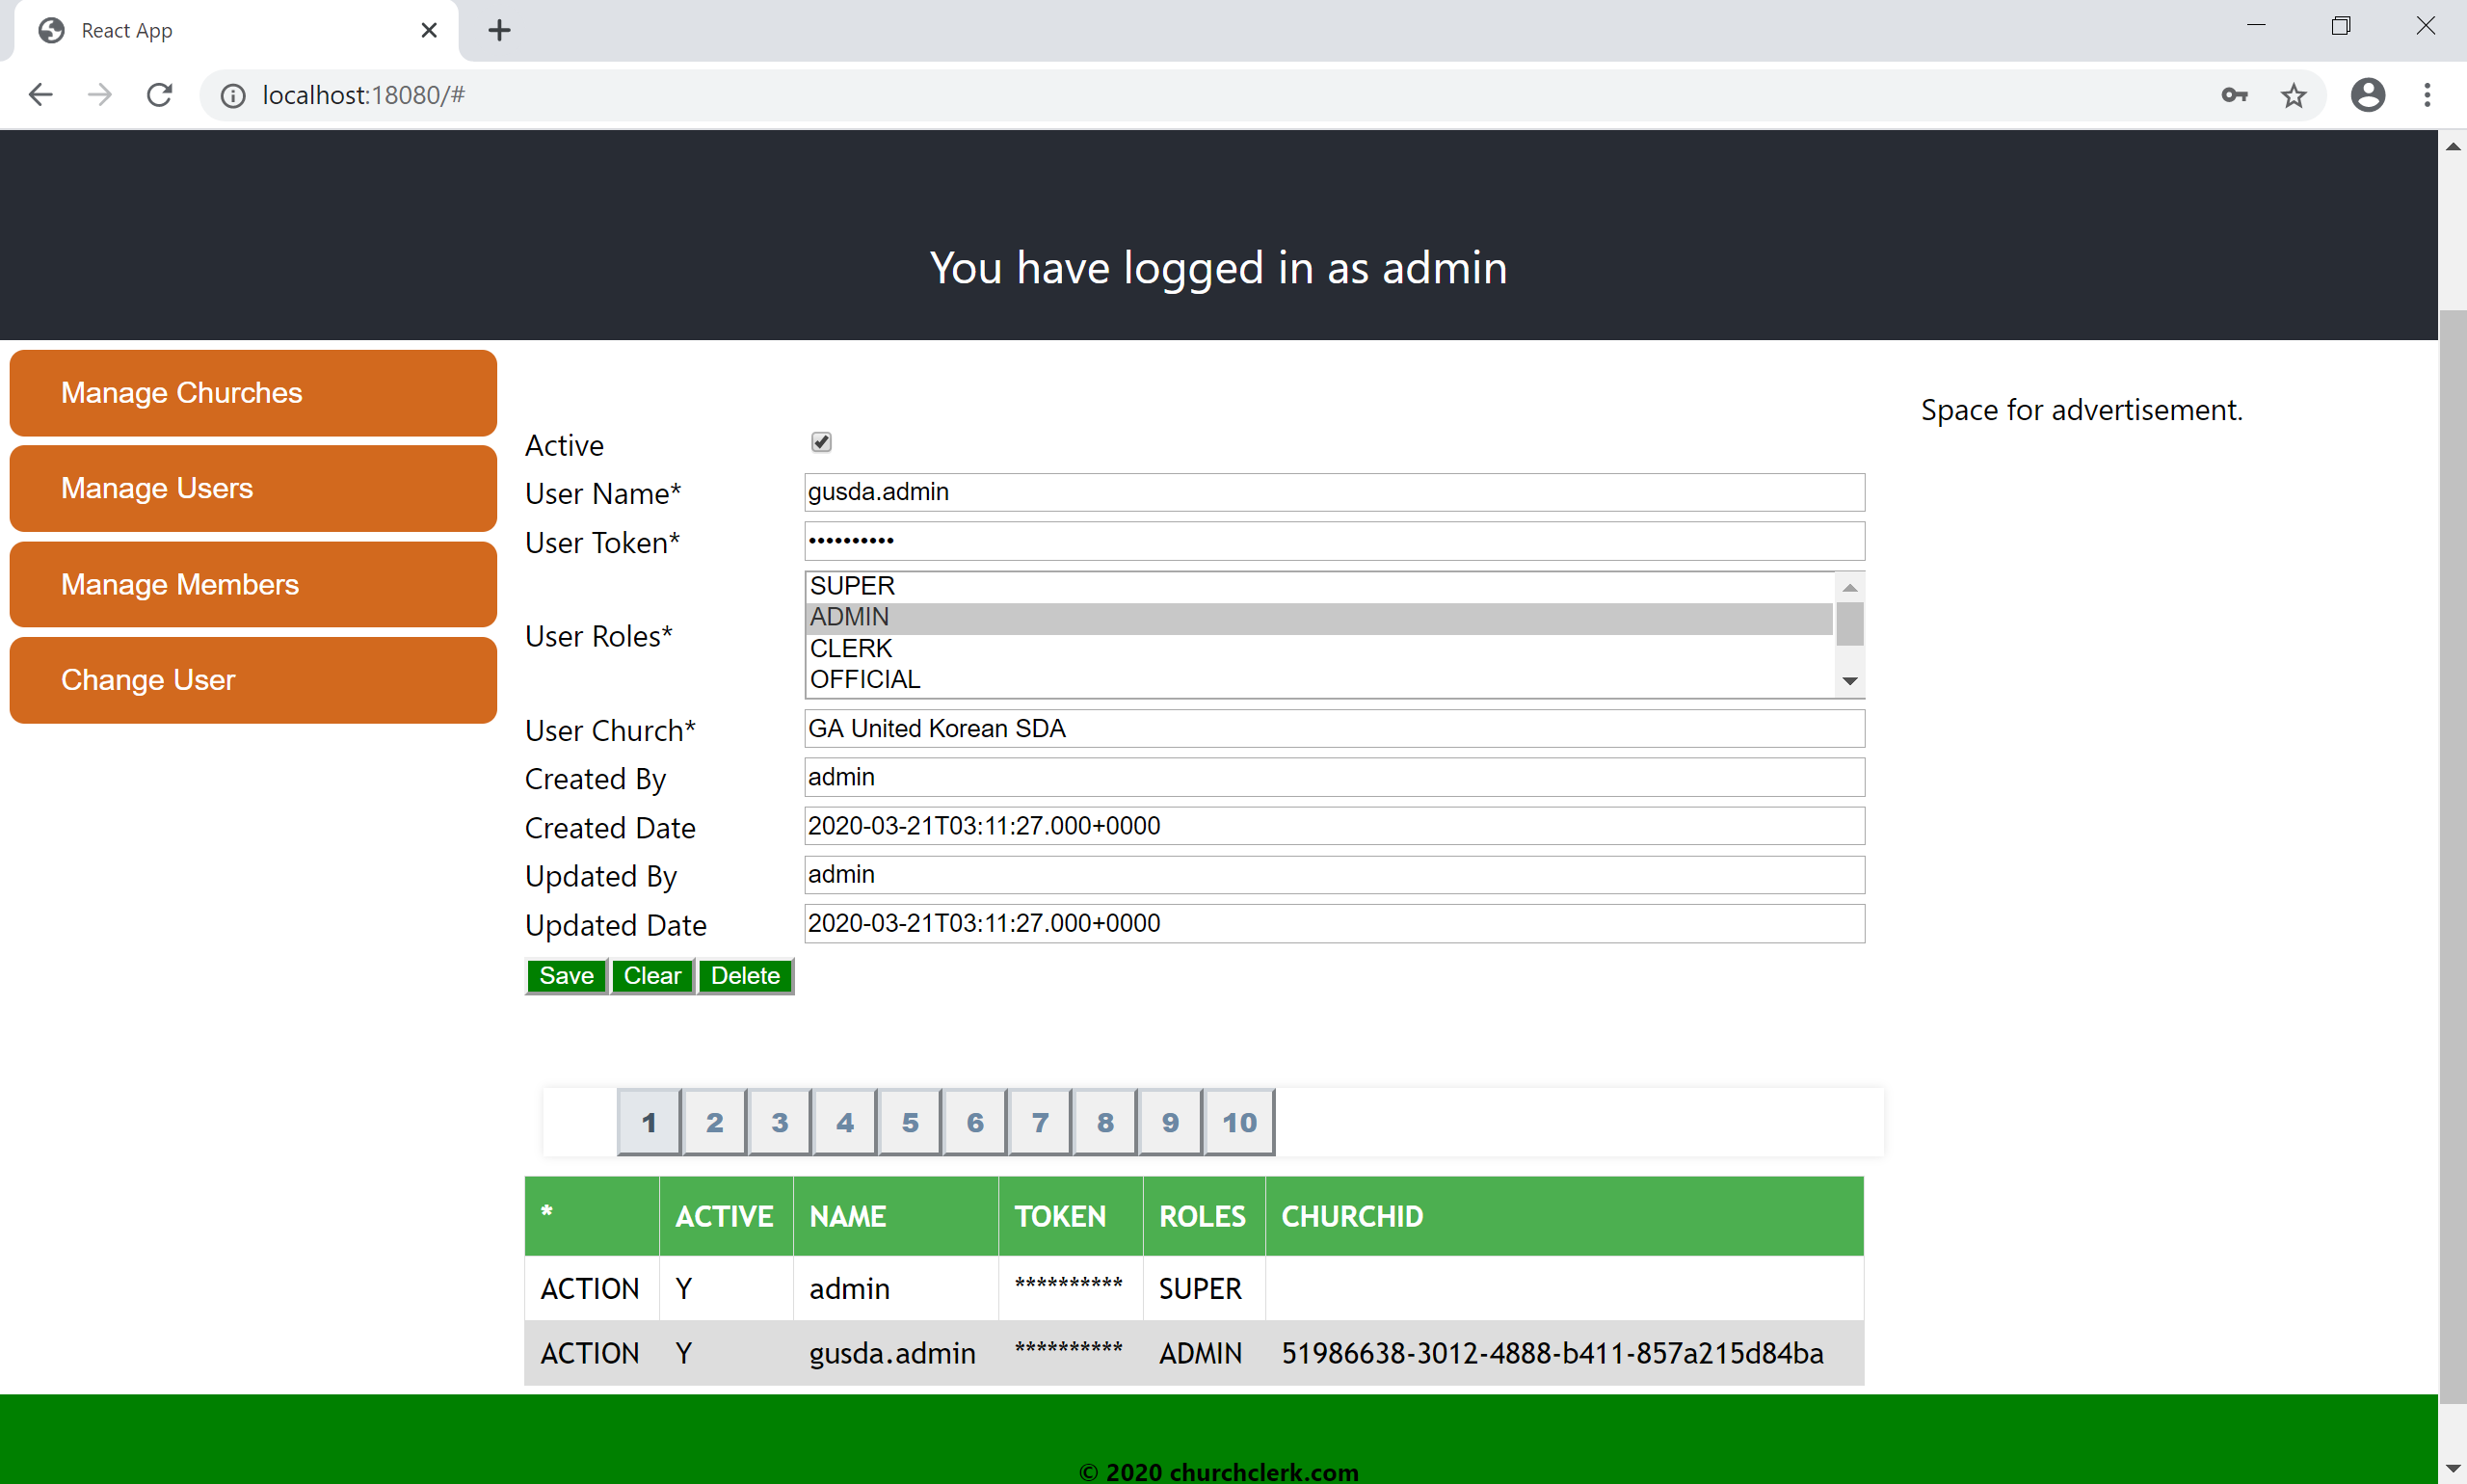 React App
localhost:18080/#
You have logged in as admin
Manage Churches
Manage Users
Manage Members
Change User
Space for advertisement.
Active
User Name* gusda.admin
User Token* ••••••••••
User Roles* SUPER
ADMIN
CLERK
OFFICIAL
User Church* GA United Korean SDA
Created By admin
Created Date 2020-03-21T03:11:27.000+0000
Updated By admin
Updated Date 2020-03-21T03:11:27.000+0000
Save Clear Delete
1 2 3 4 5 6 7 8 9 10
* ACTIVE NAME TOKEN ROLES CHURCHID
ACTION Y admin ********** SUPER
ACTION Y gusda.admin ********** ADMIN 51986638-3012-4888-b411-857a215d84ba
© 2020 churchclerk.com